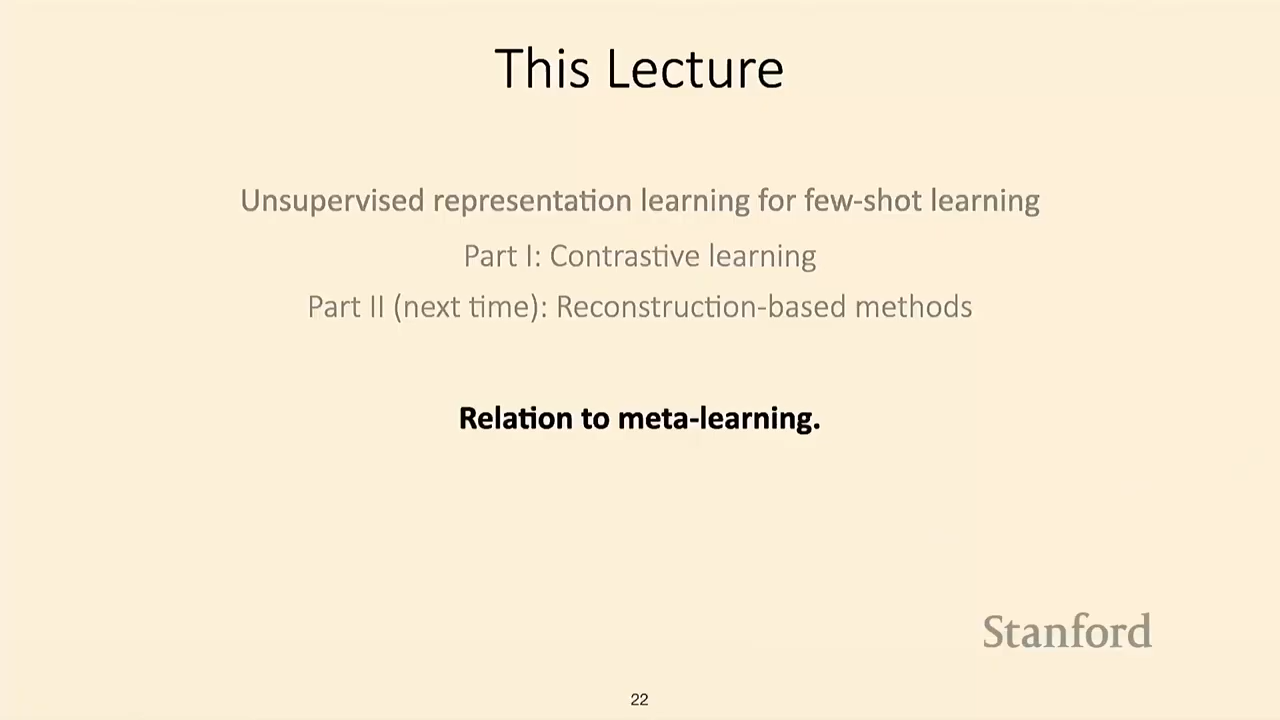 This Lecture
Unsupervised representation learning for few-shot learning
Part I: Contrastive learning
Part II (next time): Reconstruction-based methods
Relation to meta-learning.
Stanford
22